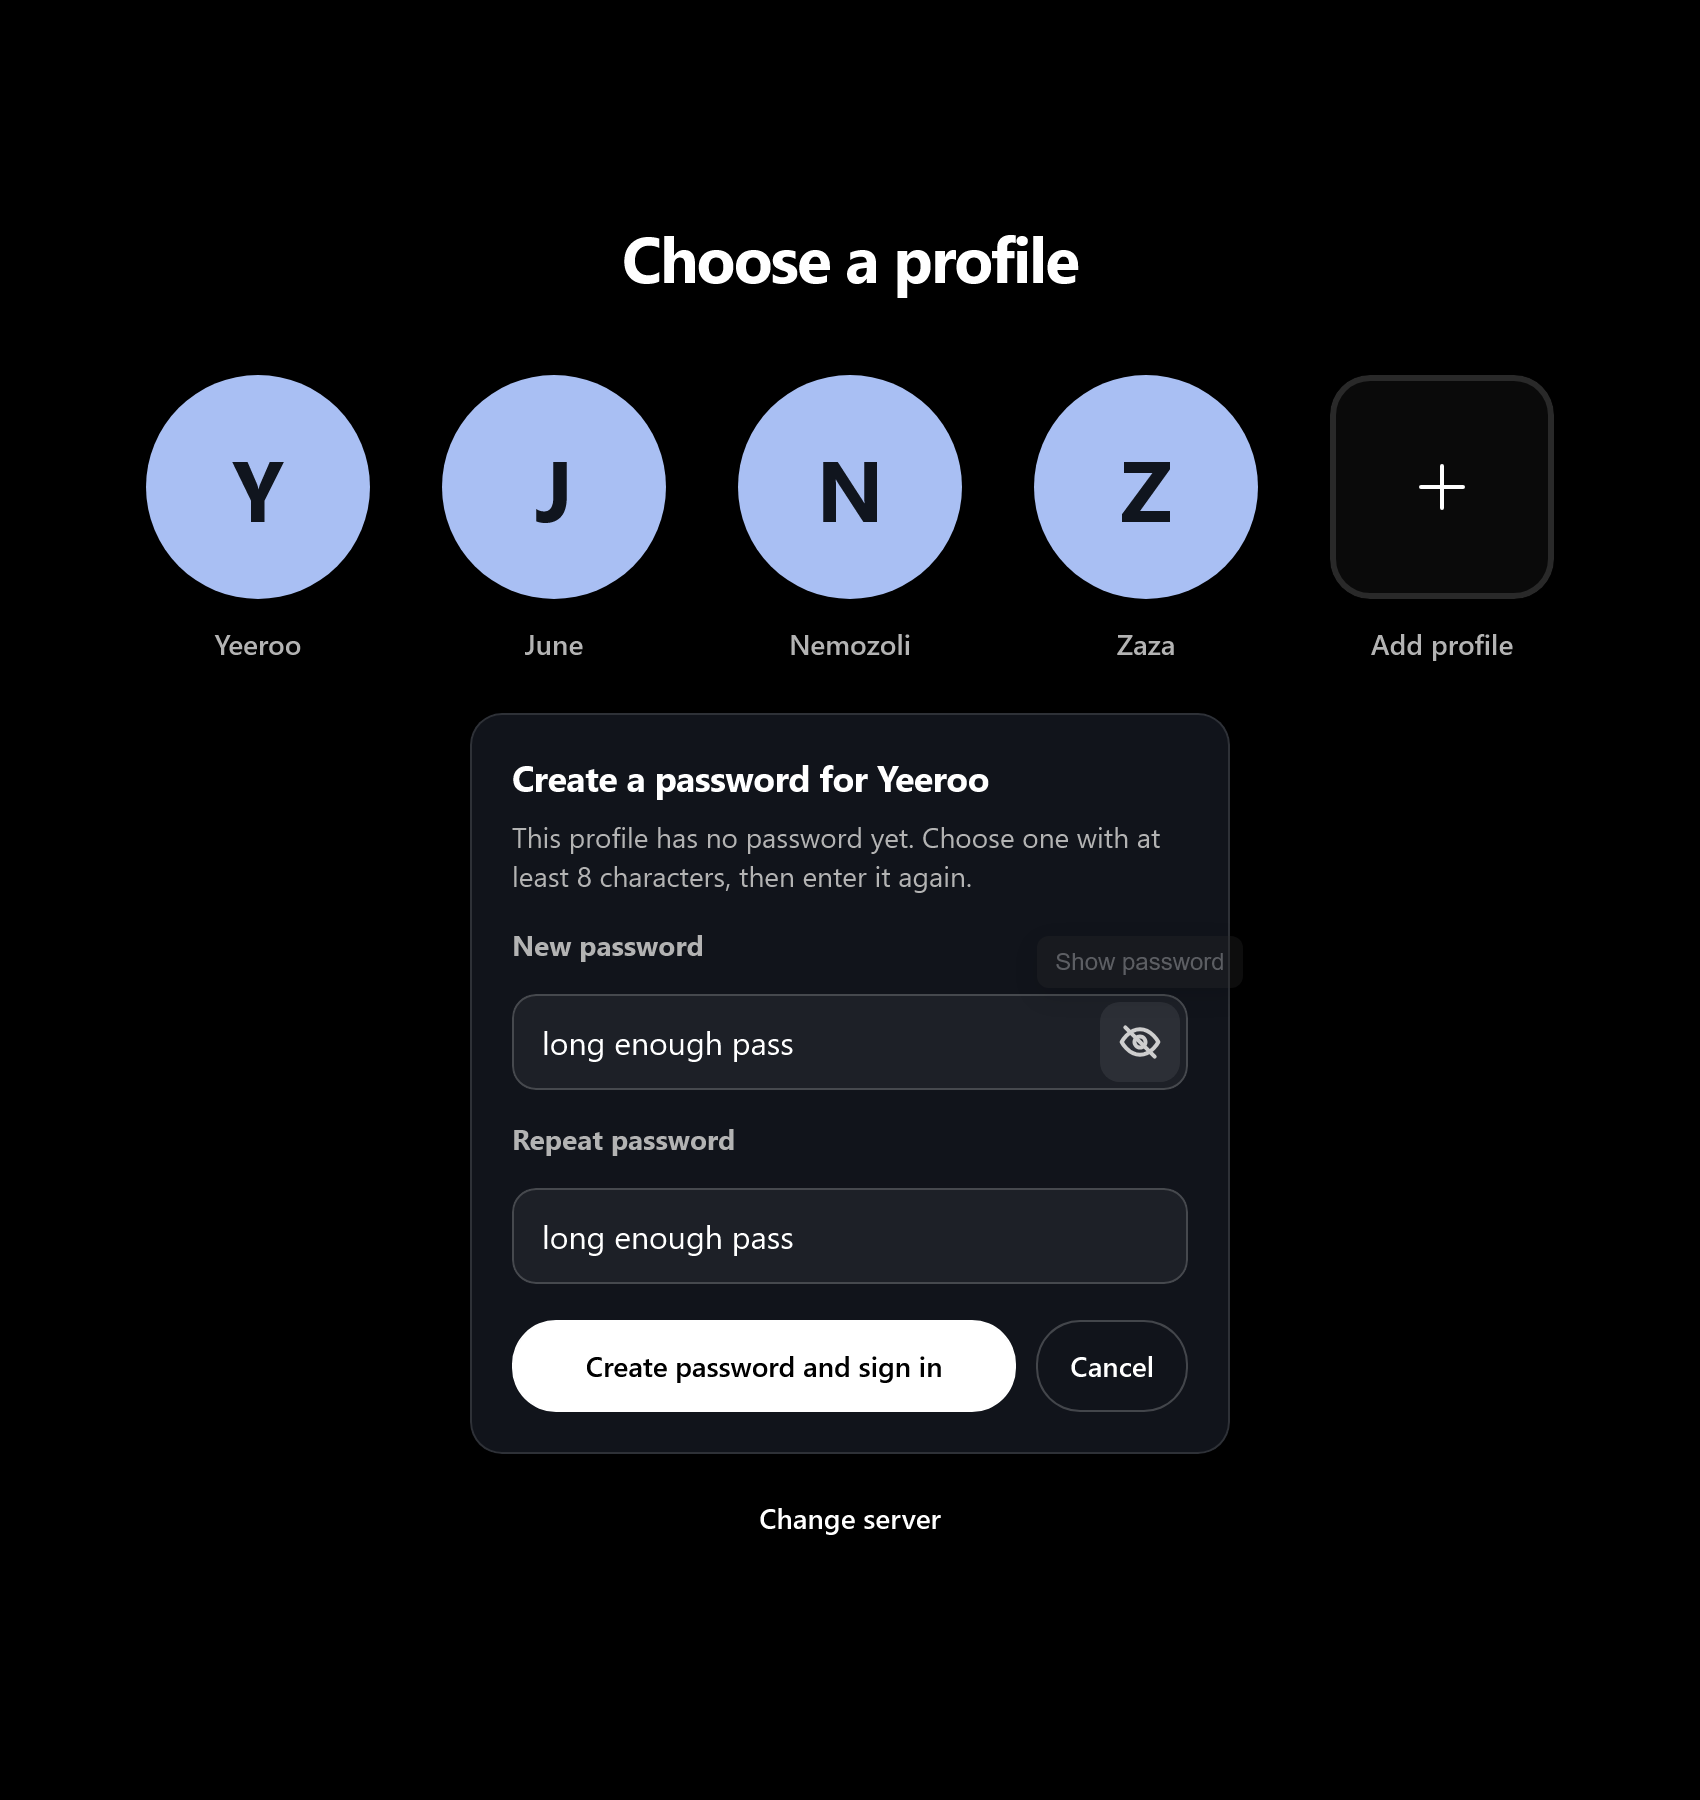 Choose a profile
Y
J
N
Z
Yeeroo
June
Nemozoli
Zaza
Add profile
Create a password for Yeeroo
This profile has no password yet. Choose one with at
least 8 characters, then enter it again.
New password
Show password
long enough pass
Repeat password
long enough pass
Create password and sign in
Cancel
Change server